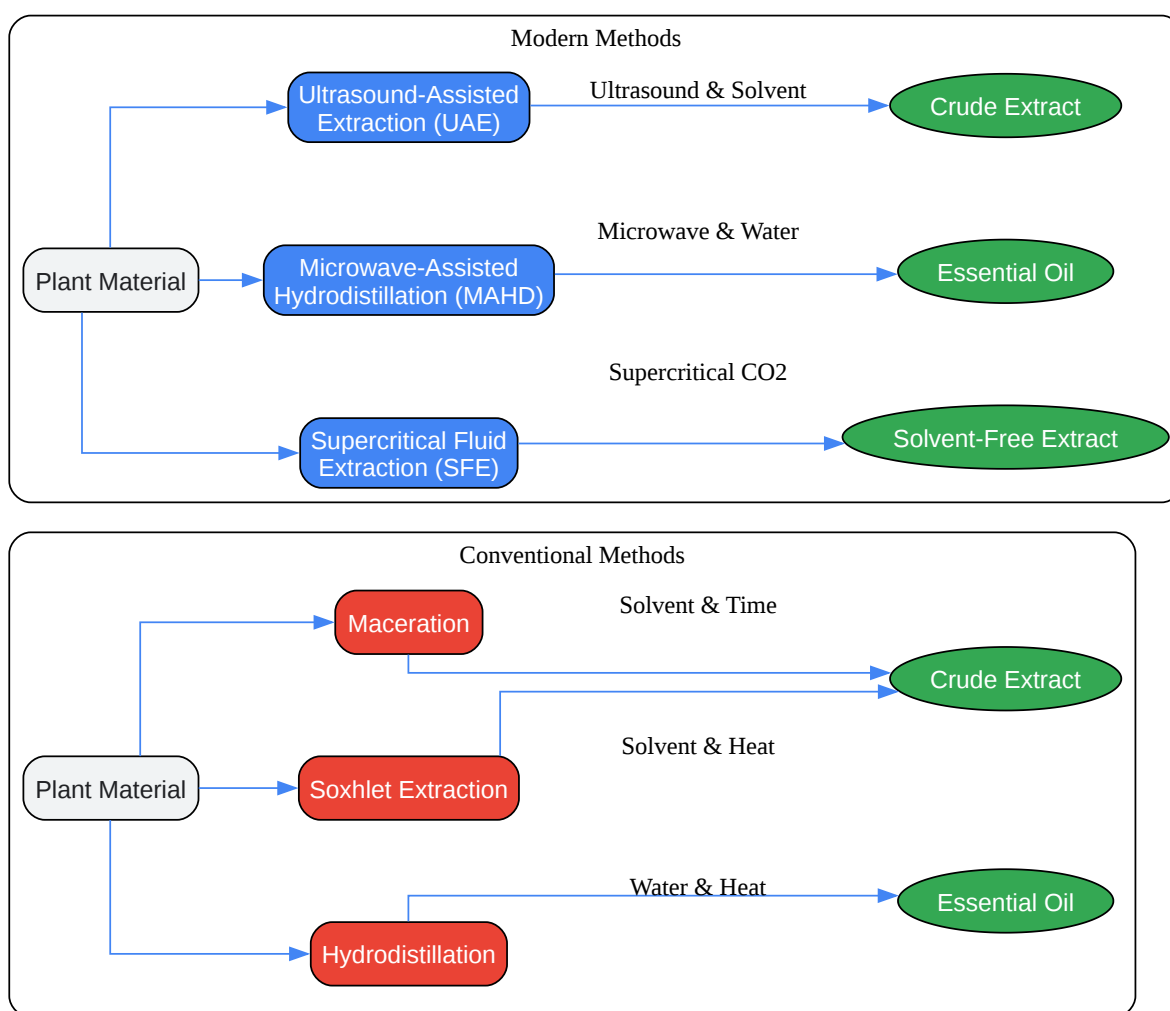 Modern Methods
Ultrasound-Assisted
Extraction (UAE)
Ultrasound & Solvent
Crude Extract
Plant Material
Microwave-Assisted
Hydrodistillation (MAHD)
Microwave & Water
Essential Oil
Supercritical Fluid
Extraction (SFE)
Supercritical CO2
Solvent-Free Extract
Conventional Methods
Maceration
Solvent & Time
Crude Extract
Plant Material
Soxhlet Extraction
Solvent & Heat
Hydrodistillation
Water & Heat
Essential Oil